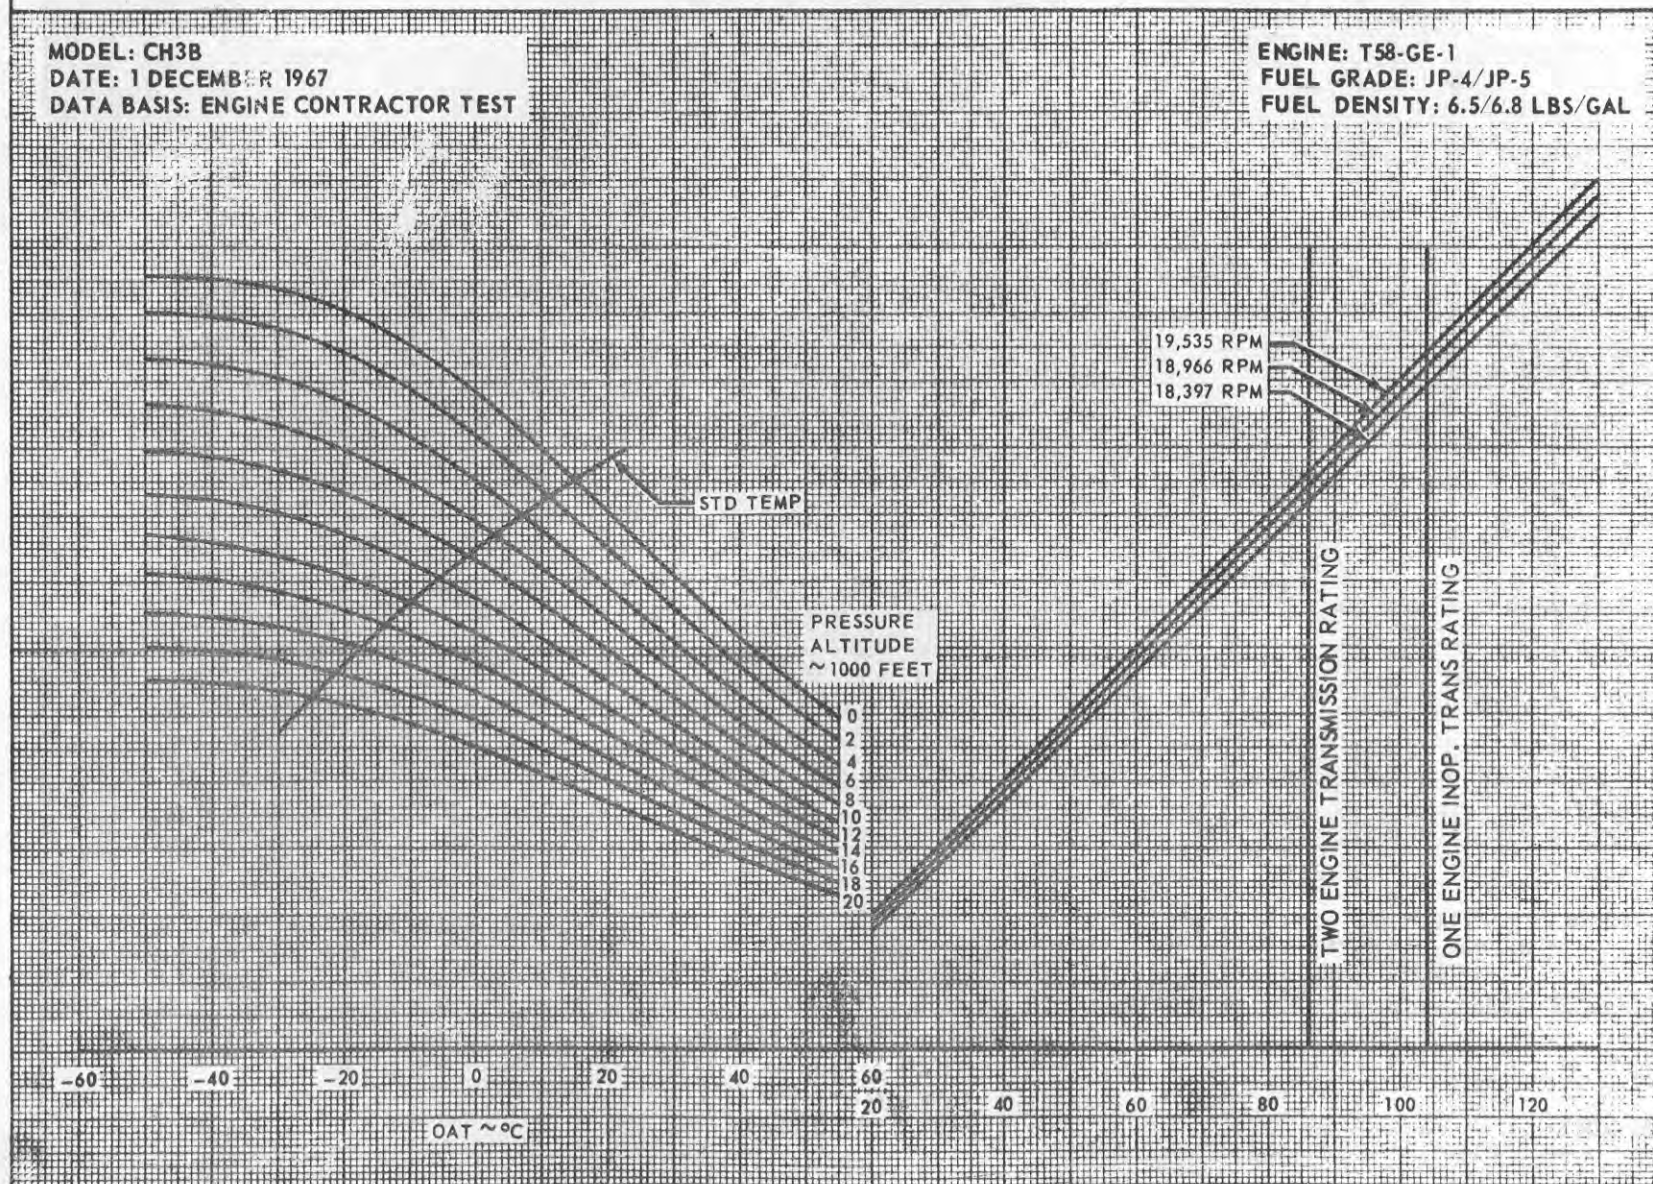 MODEL: CH3B
DATE: 1 DECEMBER 1967
DATA BASIS: ENGINE CONTRACTOR TEST
ENGINE: T58-GE-1
FUEL GRADE: JP-4/JP-5
FUEL DENSITY: 6.5/6.8 LBS/GAL
19,535 RPM
18,966 RPM
18,397 RPM
STD TEMP
PRESSURE
ALTITUDE
~1000 FEET
0
2
4
6
8
10
12
14
16
18
20
TWO ENGINE TRANSMISSION RATING
ONE ENGINE INOP. TRANS RATING
-60 -40 -20 0 20 40 60
20 40 60 80 100 120
OAT ~°C